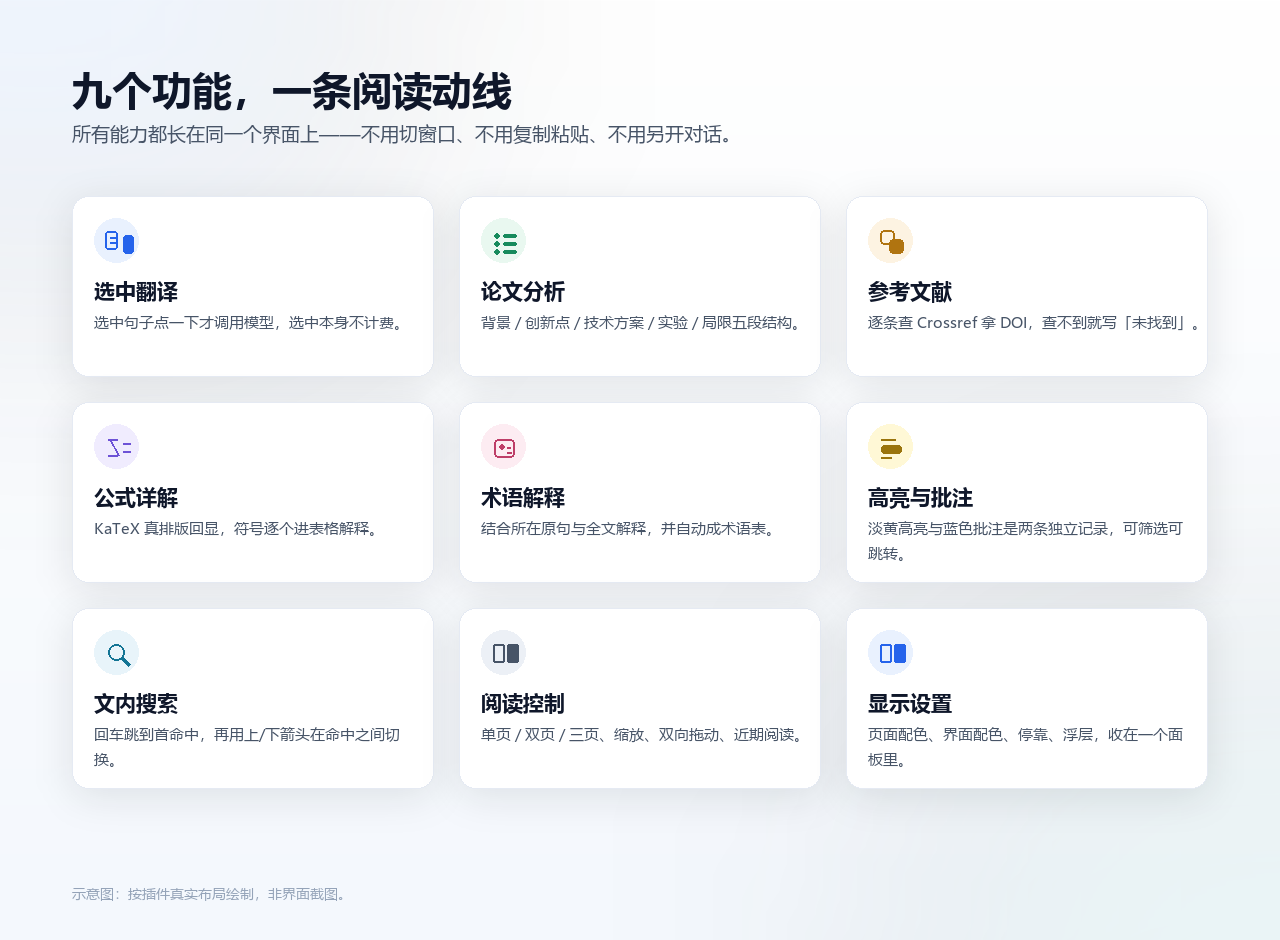 九个功能，一条阅读动线
所有能力都长在同一个界面上——不用切窗口、不用复制粘贴、不用另开对话。
选中翻译
选中句子点一下才调用模型，选中本身不计费。
论文分析
背景 / 创新点 / 技术方案 / 实验 / 局限五段结构。
参考文献
逐条查 Crossref 拿 DOI，查不到就写「未找到」。
公式详解
KaTeX 真排版回显，符号逐个进表格解释。
术语解释
结合所在原句与全文解释，并自动成术语表。
高亮与批注
淡黄高亮与蓝色批注是两条独立记录，可筛选可
跳转。
文内搜索
回车跳到首命中，再用上/下箭头在命中之间切
换。
阅读控制
单页 / 双页 / 三页、缩放、双向拖动、近期阅读。
显示设置
页面配色、界面配色、停靠、浮层，收在一个面
板里。
示意图：按插件真实布局绘制，非界面截图。